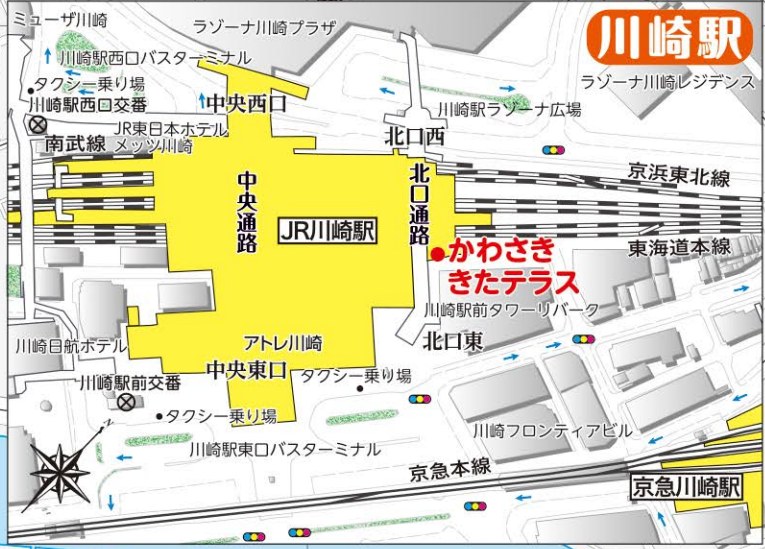 ミューザ川崎
ラゾーナ川崎プラザ
川崎駅
川崎駅西口バスターミナル
ラゾーナ川崎レジデンス
タクシー乗り場
川崎駅西口交番
中央西口
川崎駅ラゾーナ広場
JR東日本ホテル
メッツ川崎
南武線
北口西
京浜東北線
中央通路
北口通路
JR川崎駅
かわさき
きたテラス
東海道本線
川崎駅前タワーリバーク
川崎日航ホテル
アトレ川崎
北口東
中央東口
タクシー乗り場
川崎駅前交番
タクシー乗り場
川崎フロンティアビル
川崎駅東口バスターミナル
京急本線
京急川崎駅
N